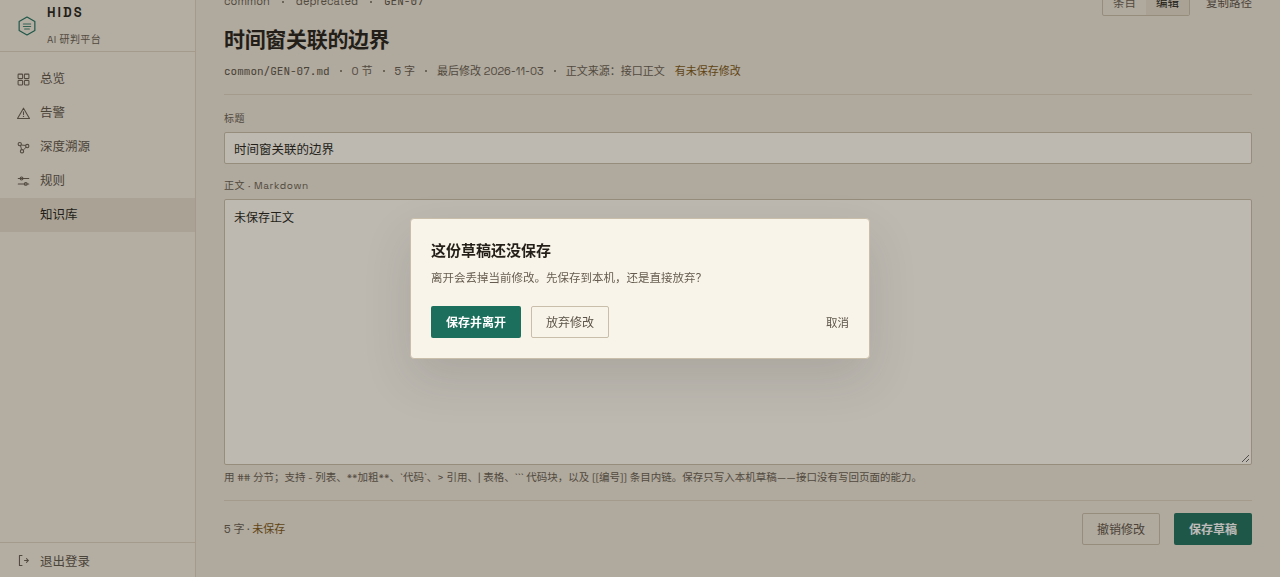 HIDS
AI 研判平台
总览
告警
深度溯源
规则
知识库
退出登录
common · deprecated · GEN-07
条目 编辑 复制路径
时间窗关联的边界
common/GEN-07.md · 0 节 · 5 字 · 最后修改 2026-11-03 · 正文来源：接口正文 有未保存修改
标题
时间窗关联的边界
正文 · Markdown
未保存正文
这份草稿还没保存
离开会丢掉当前修改。先保存到本机，还是直接放弃？
保存并离开 放弃修改 取消
用 ## 分节；支持 - 列表、**加粗**、`代码`、> 引用、| 表格、``` 代码块，以及 [[编号]] 条目内链。保存只写入本机草稿——接口没有写回页面的能力。
5 字 · 未保存
撤销修改 保存草稿